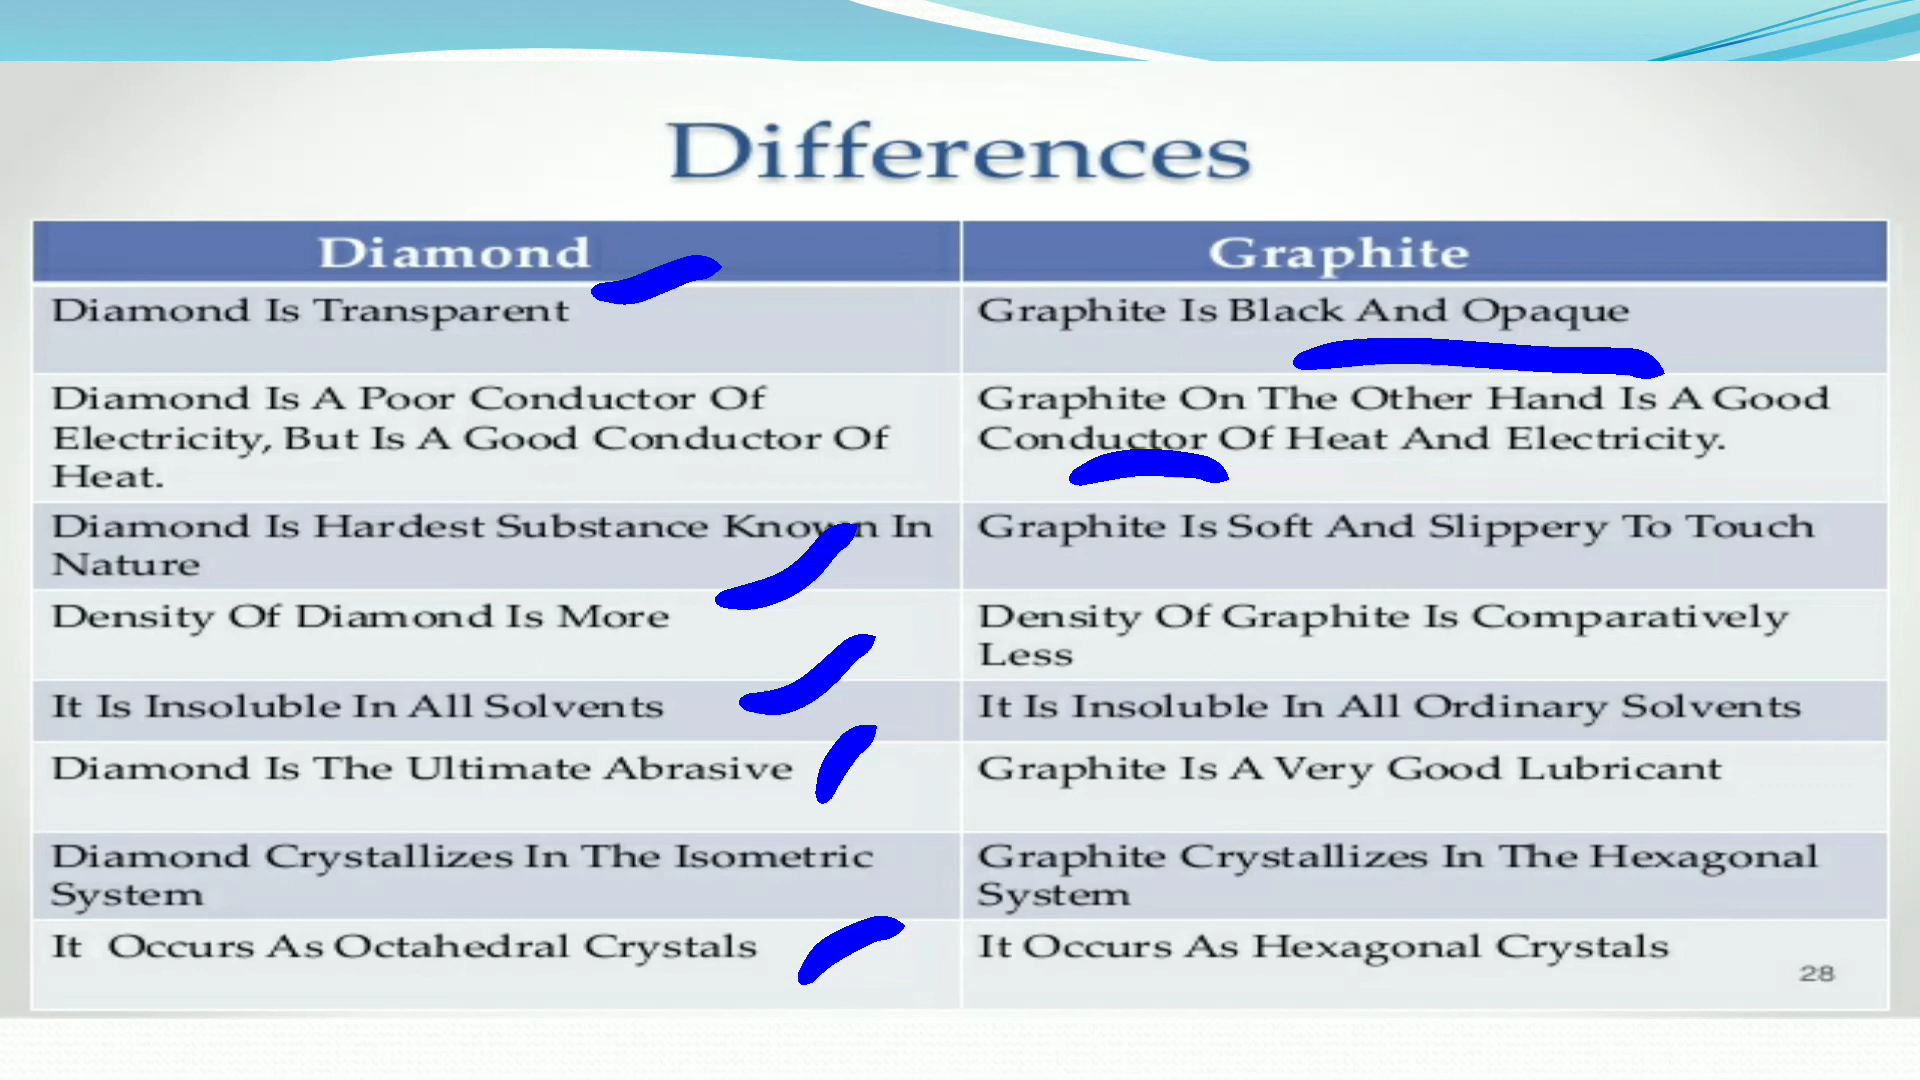 Differences
Diamond
Graphite
Diamond Is Transparent
Graphite Is Black And Opaque
Diamond Is A Poor Conductor Of
Electricity, But Is A Good Conductor Of
Heat.
Graphite On The Other Hand Is A Good
Conductor Of Heat And Electricity.
Diamond Is Hardest Substance Known In
Nature
Graphite Is Soft And Slippery To Touch
Density Of Diamond Is More
Density Of Graphite Is Comparatively
Less
It Is Insoluble In All Solvents
It Is Insoluble In All Ordinary Solvents
Diamond Is The Ultimate Abrasive
Graphite Is A Very Good Lubricant
Diamond Crystallizes In The Isometric
System
Graphite Crystallizes In The Hexagonal
System
It Occurs As Octahedral Crystals
It Occurs As Hexagonal Crystals
28